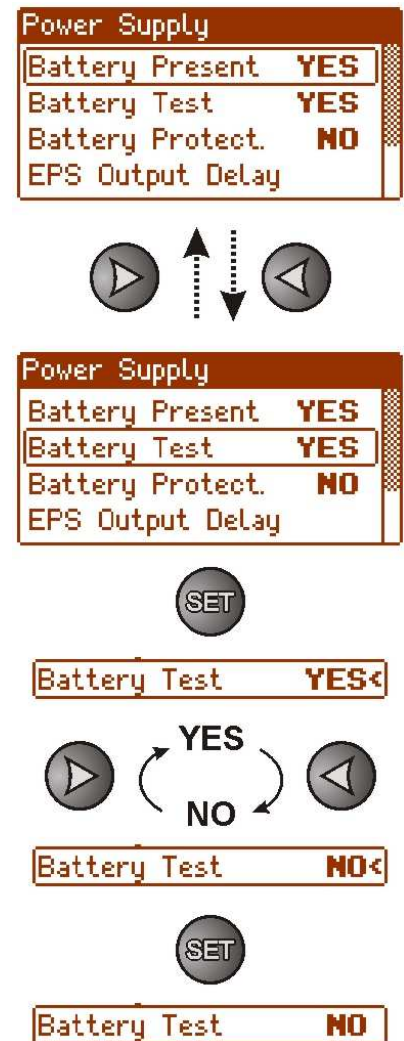 Power Supply
Battery Present YES
Battery Test YES
Battery Protect. NO
EPS Output Delay
Power Supply
Battery Present YES
Battery Test YES
Battery Protect. NO
EPS Output Delay
SET
Battery Test YES<
YES
NO
Battery Test NO<
SET
Battery Test NO